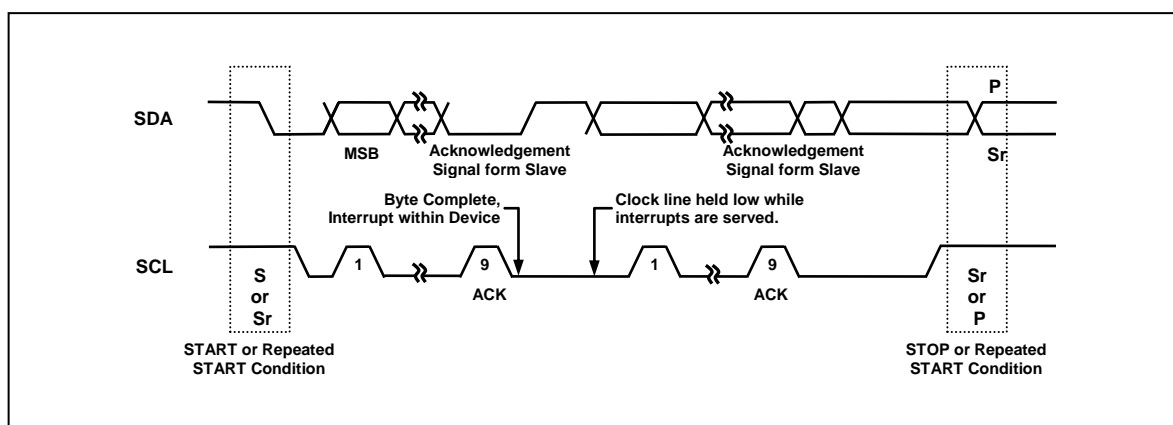 P
SDA
MSB
Acknowledgement
Signal form Slave
Acknowledgement
Signal form Slave
Sr
Byte Complete,
Interrupt within Device
Clock line held low while
interrupts are served.
SCL
1
9
1
9
ACK
ACK
S
or
Sr
Sr
or
P
START or Repeated
START Condition
STOP or Repeated
START Condition